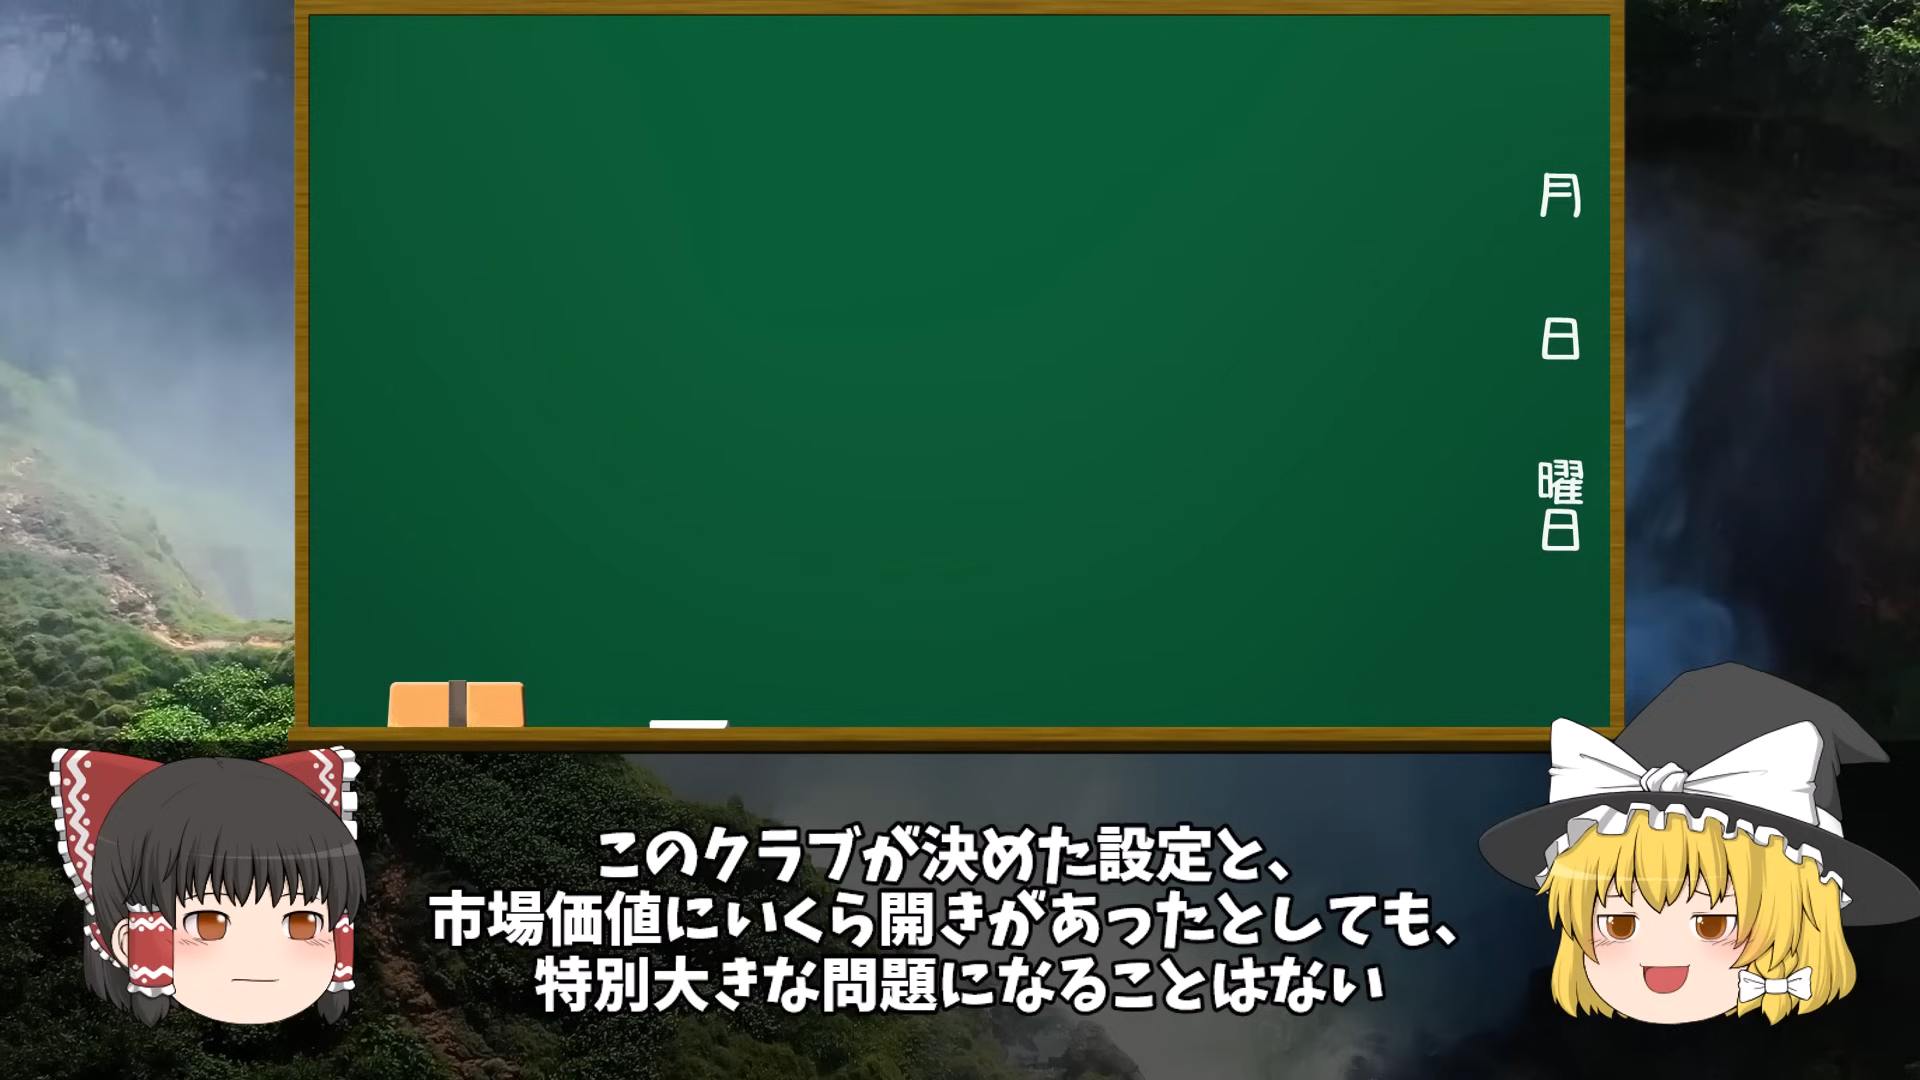 月
日
曜
日
このクラブが決めた設定と、
市場価値にいくら開きがあったとしても、
特別大きな問題になることはない